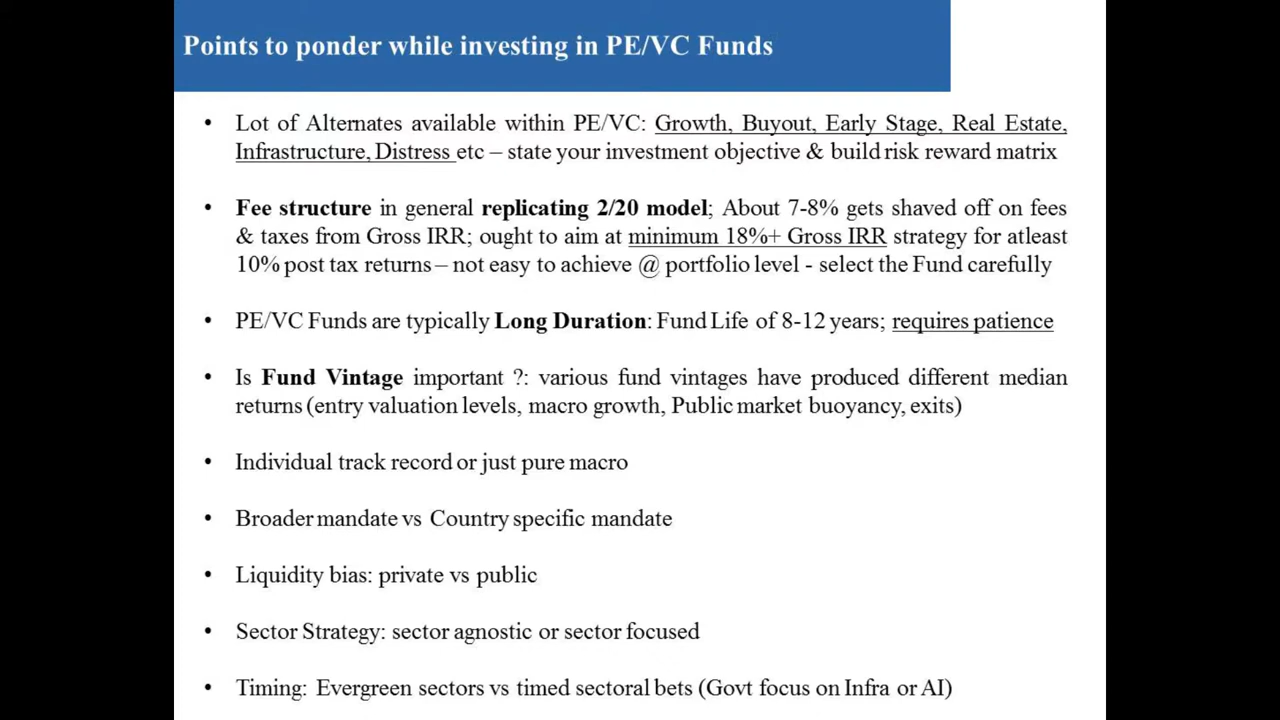 Points to ponder while investing in PE/VC Funds
• Lot of Alternates available within PE/VC: Growth, Buyout, Early Stage, Real Estate,
Infrastructure, Distress etc – state your investment objective & build risk reward matrix
• Fee structure in general replicating 2/20 model; About 7-8% gets shaved off on fees
& taxes from Gross IRR; ought to aim at minimum 18%+ Gross IRR strategy for atleast
10% post tax returns – not easy to achieve @ portfolio level - select the Fund carefully
• PE/VC Funds are typically Long Duration: Fund Life of 8-12 years; requires patience
• Is Fund Vintage important ?: various fund vintages have produced different median
returns (entry valuation levels, macro growth, Public market buoyancy, exits)
• Individual track record or just pure macro
• Broader mandate vs Country specific mandate
• Liquidity bias: private vs public
• Sector Strategy: sector agnostic or sector focused
• Timing: Evergreen sectors vs timed sectoral bets (Govt focus on Infra or AI)